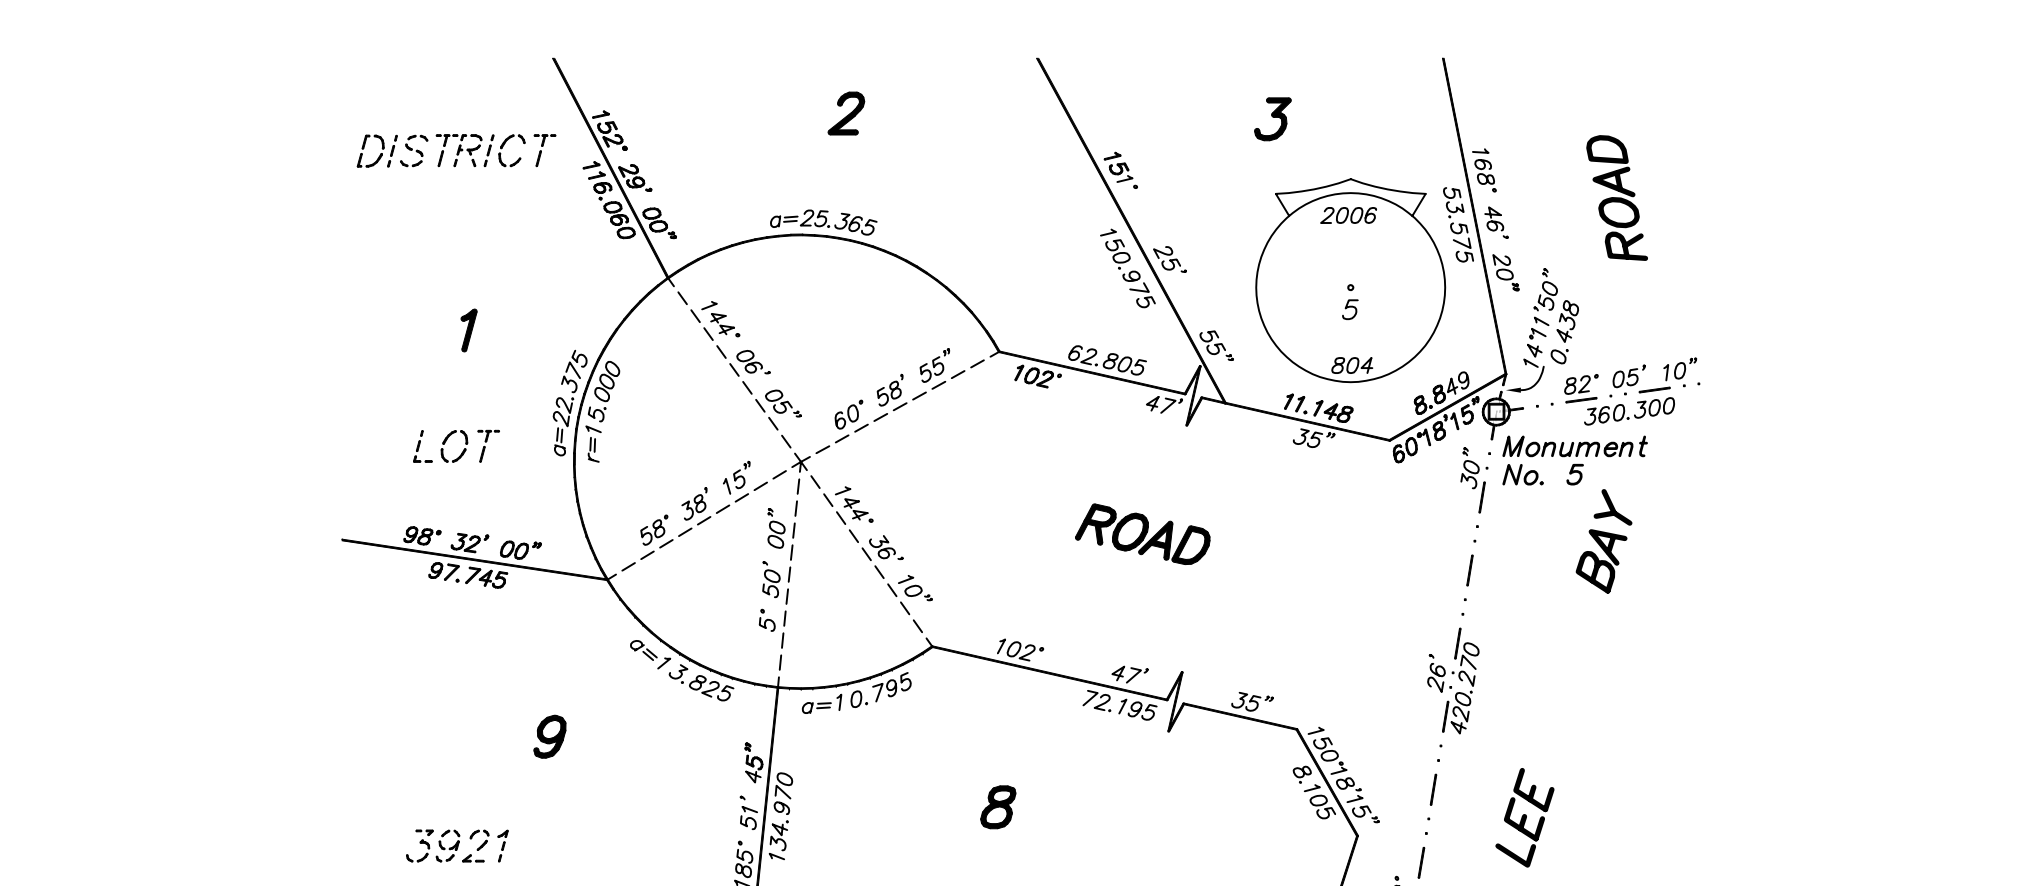 2
3
152° 29' 00"
116.060
DISTRICT
ROAD
151° 25' 55"
150.975
168° 46' 20"
53.575
2006
5
804
a=25.365
14°11'50"
0.438
1
144° 06' 05"
60° 58' 55"
62.805
102° 47' 35"
11.148
8.849
60°18'15"
82° 05' 10"
360.300
a=22.375
r=15.000
LOT
Monument
No. 5
58° 38' 15"
5° 50' 00"
144° 36' 10"
ROAD
BAY
98° 32' 00"
97.745
26' 30"
420.270
a=13.825
a=10.795
102° 47' 35"
72.195
9
150°18'15"
8.105
8
185° 51' 45"
134.970
LEE
3921